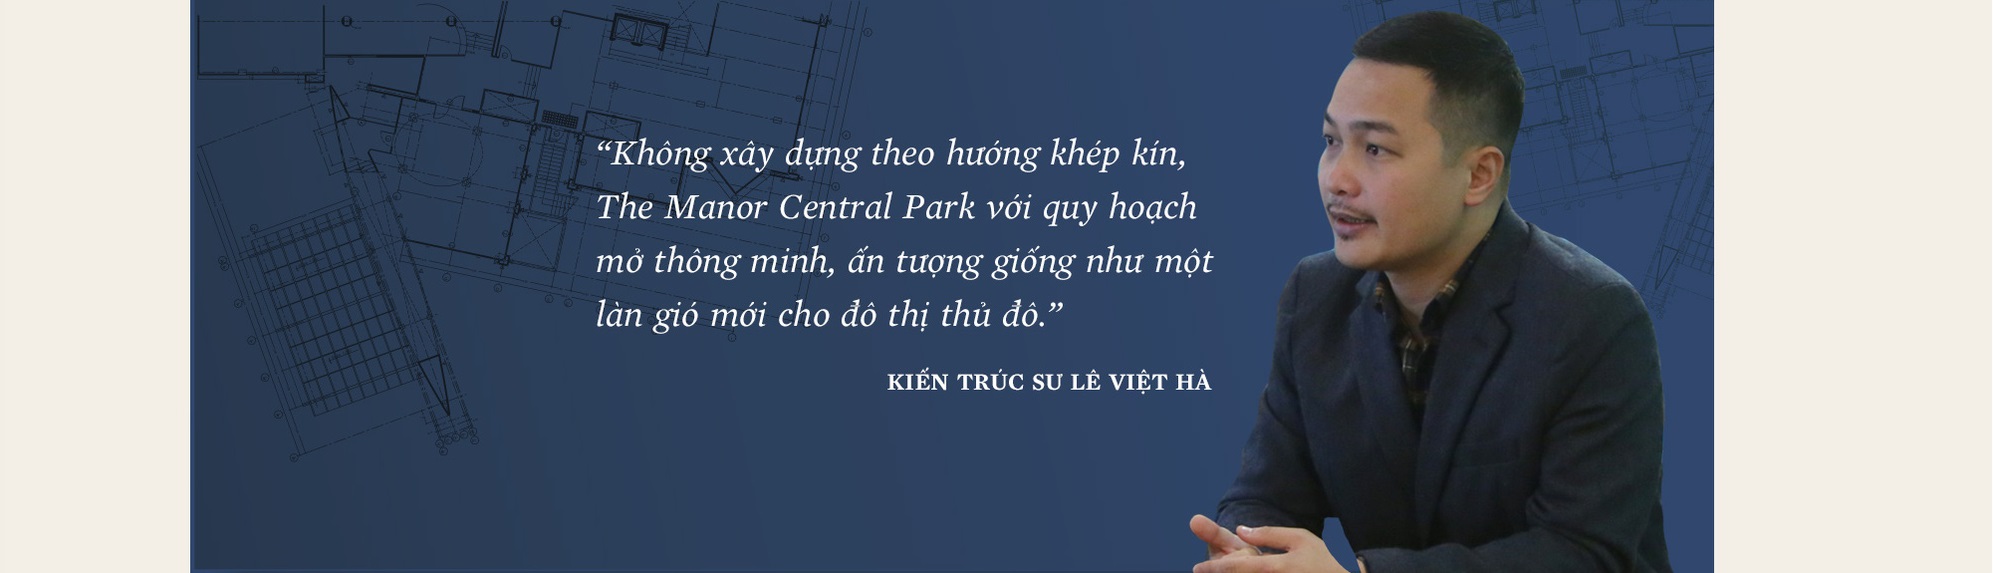 “Không xây dựng theo hướng khép kín,
The Manor Central Park với quy hoạch
mở thông minh, ấn tượng giống như một
làn gió mới cho đô thị thủ đô.”
KIẾN TRÚC SU LÊ VIỆT HÀ